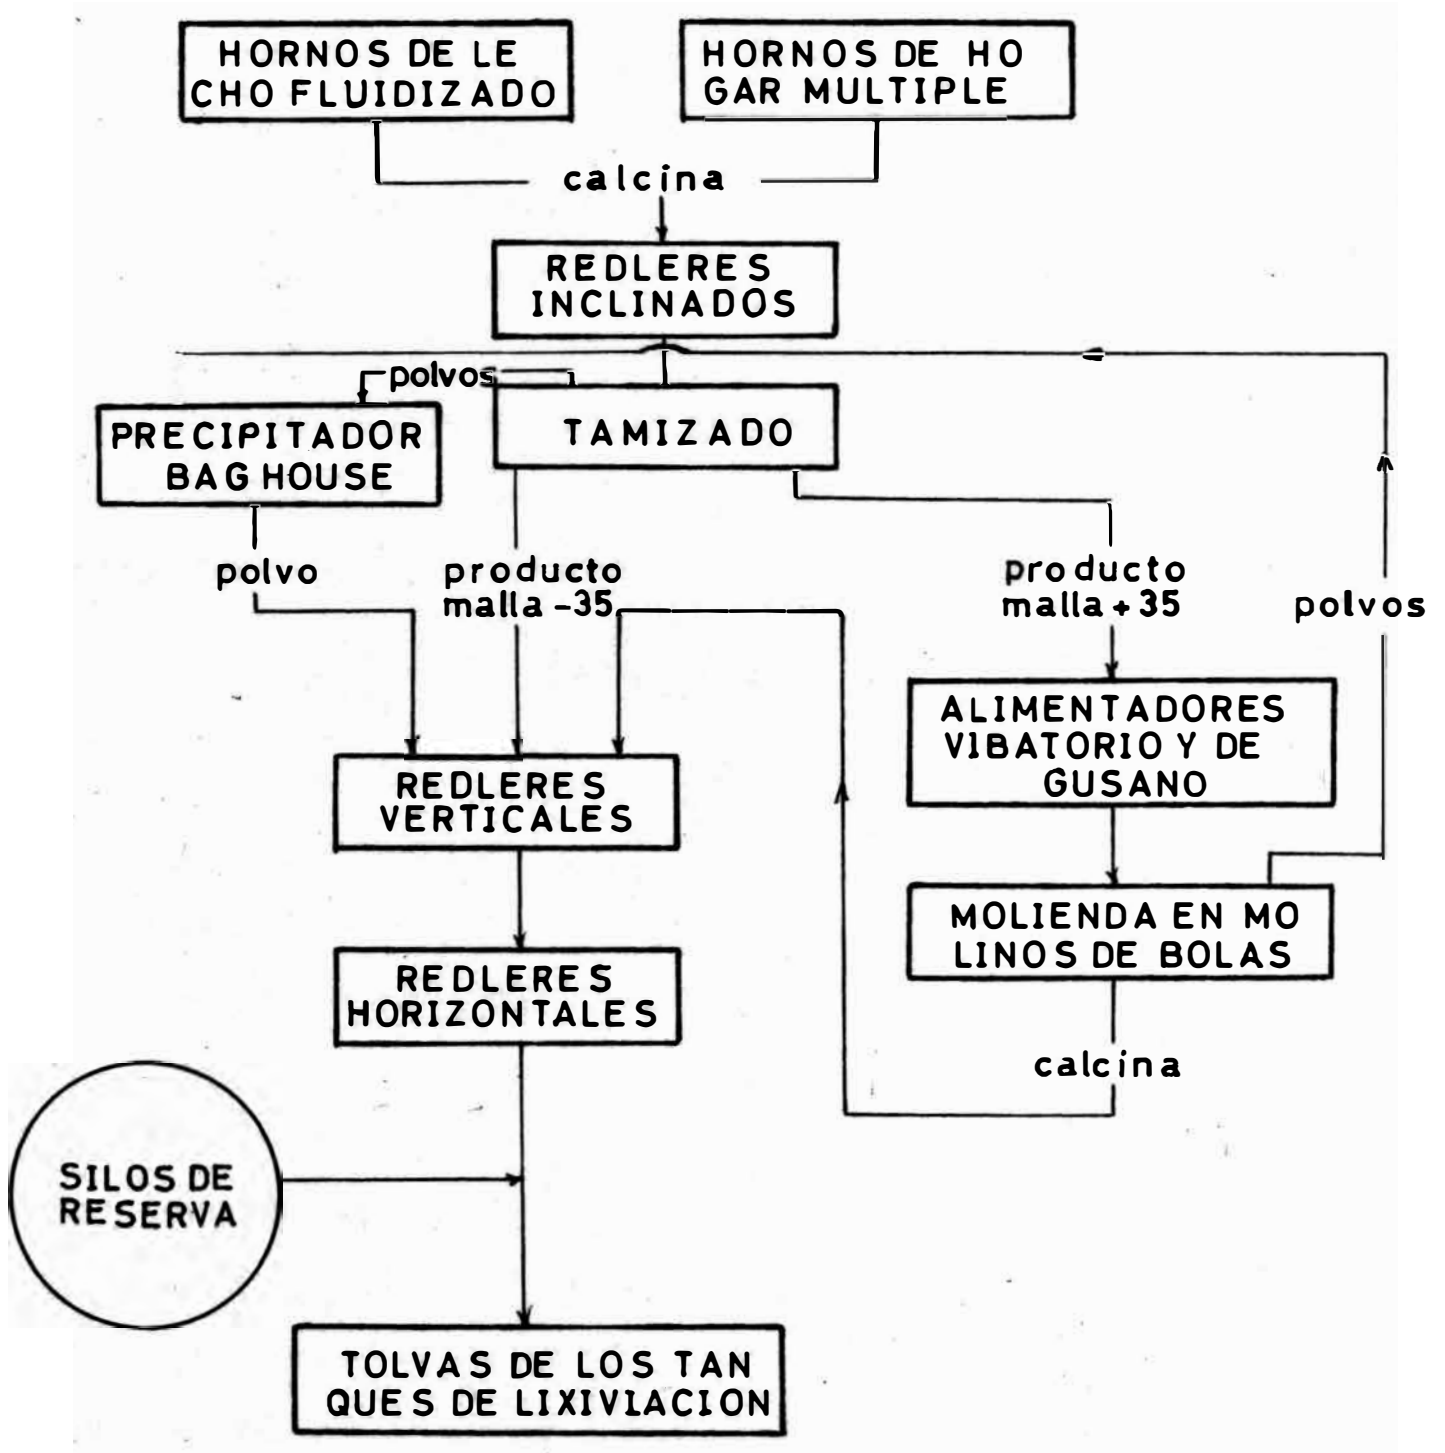 HORNOS DE LE
CHO FLUIDIZADO
HORNOS DE HO
GAR MULTIPLE
calcina
REDLERES
INCLINADOS
polvos
PRECIPITADOR
BAG HOUSE
TAMIZADO
polvo
producto
malla -35
producto
malla + 35
polvos
ALIMENTADORES
VIBATORIO Y DE
GUSANO
REDLERES
VERTICALES
MOLIENDA EN MO
LINOS DE BOLAS
REDLERES
HORIZONTALES
calcina
SILOS DE
RESERVA
TOLVAS DE LOS TAN
QUES DE LIXIVIACION